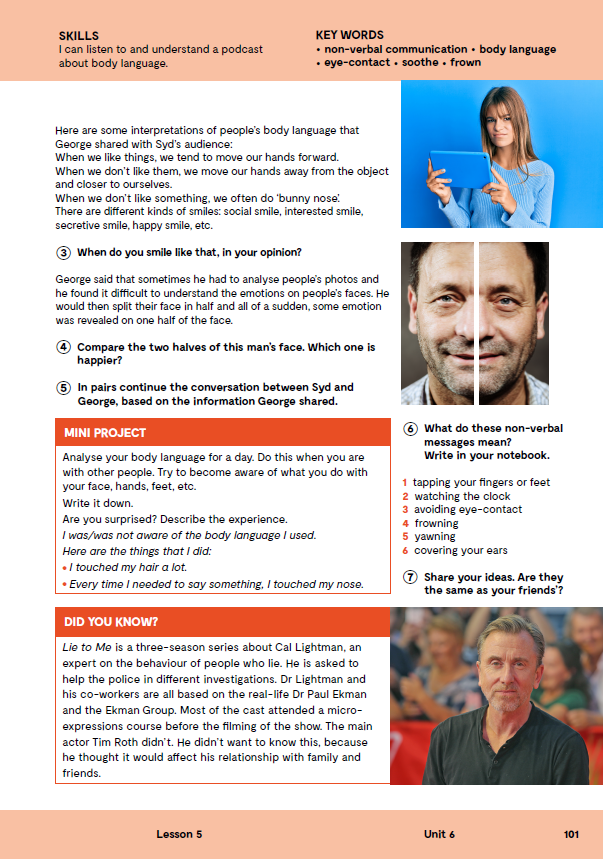 SKILLS
I can listen to and understand a podcast
about body language.
KEY WORDS
• non-verbal communication • body language
• eye-contact • soothe • frown
Here are some interpretations of people's body language that
George shared with Syd's audience:
When we like things, we tend to move our hands forward.
When we don't like them, we move our hands away from the object
and closer to ourselves.
When we don't like something, we often do 'bunny nose'.
There are different kinds of smiles: social smile, interested smile,
secretive smile, happy smile, etc.
3 When do you smile like that, in your opinion?
George said that sometimes he had to analyse people's photos and
he found it difficult to understand the emotions on people's faces. He
would then split their face in half and all of a sudden, some emotion
was revealed on one half of the face.
4 Compare the two halves of this man's face. Which one is
happier?
5 In pairs continue the conversation between Syd and
George, based on the information George shared.
MINI PROJECT
Analyse your body language for a day. Do this when you are
with other people. Try to become aware of what you do with
your face, hands, feet, etc.
Write it down.
Are you surprised? Describe the experience.
I was/was not aware of the body language I used.
Here are the things that I did:
• I touched my hair a lot.
• Every time I needed to say something, I touched my nose.
6 What do these non-verbal
messages mean?
Write in your notebook.
1 tapping your fingers or feet
2 watching the clock
3 avoiding eye-contact
4 frowning
5 yawning
6 covering your ears
7 Share your ideas. Are they
the same as your friends'?
DID YOU KNOW?
Lie to Me is a three-season series about Cal Lightman, an
expert on the behaviour of people who lie. He is asked to
help the police in different investigations. Dr Lightman and
his co-workers are all based on the real-life Dr Paul Ekman
and the Ekman Group. Most of the cast attended a micro-
expressions course before the filming of the show. The main
actor Tim Roth didn't. He didn't want to know this, because
he thought it would affect his relationship with family and
friends.
Lesson 5
Unit 6
101